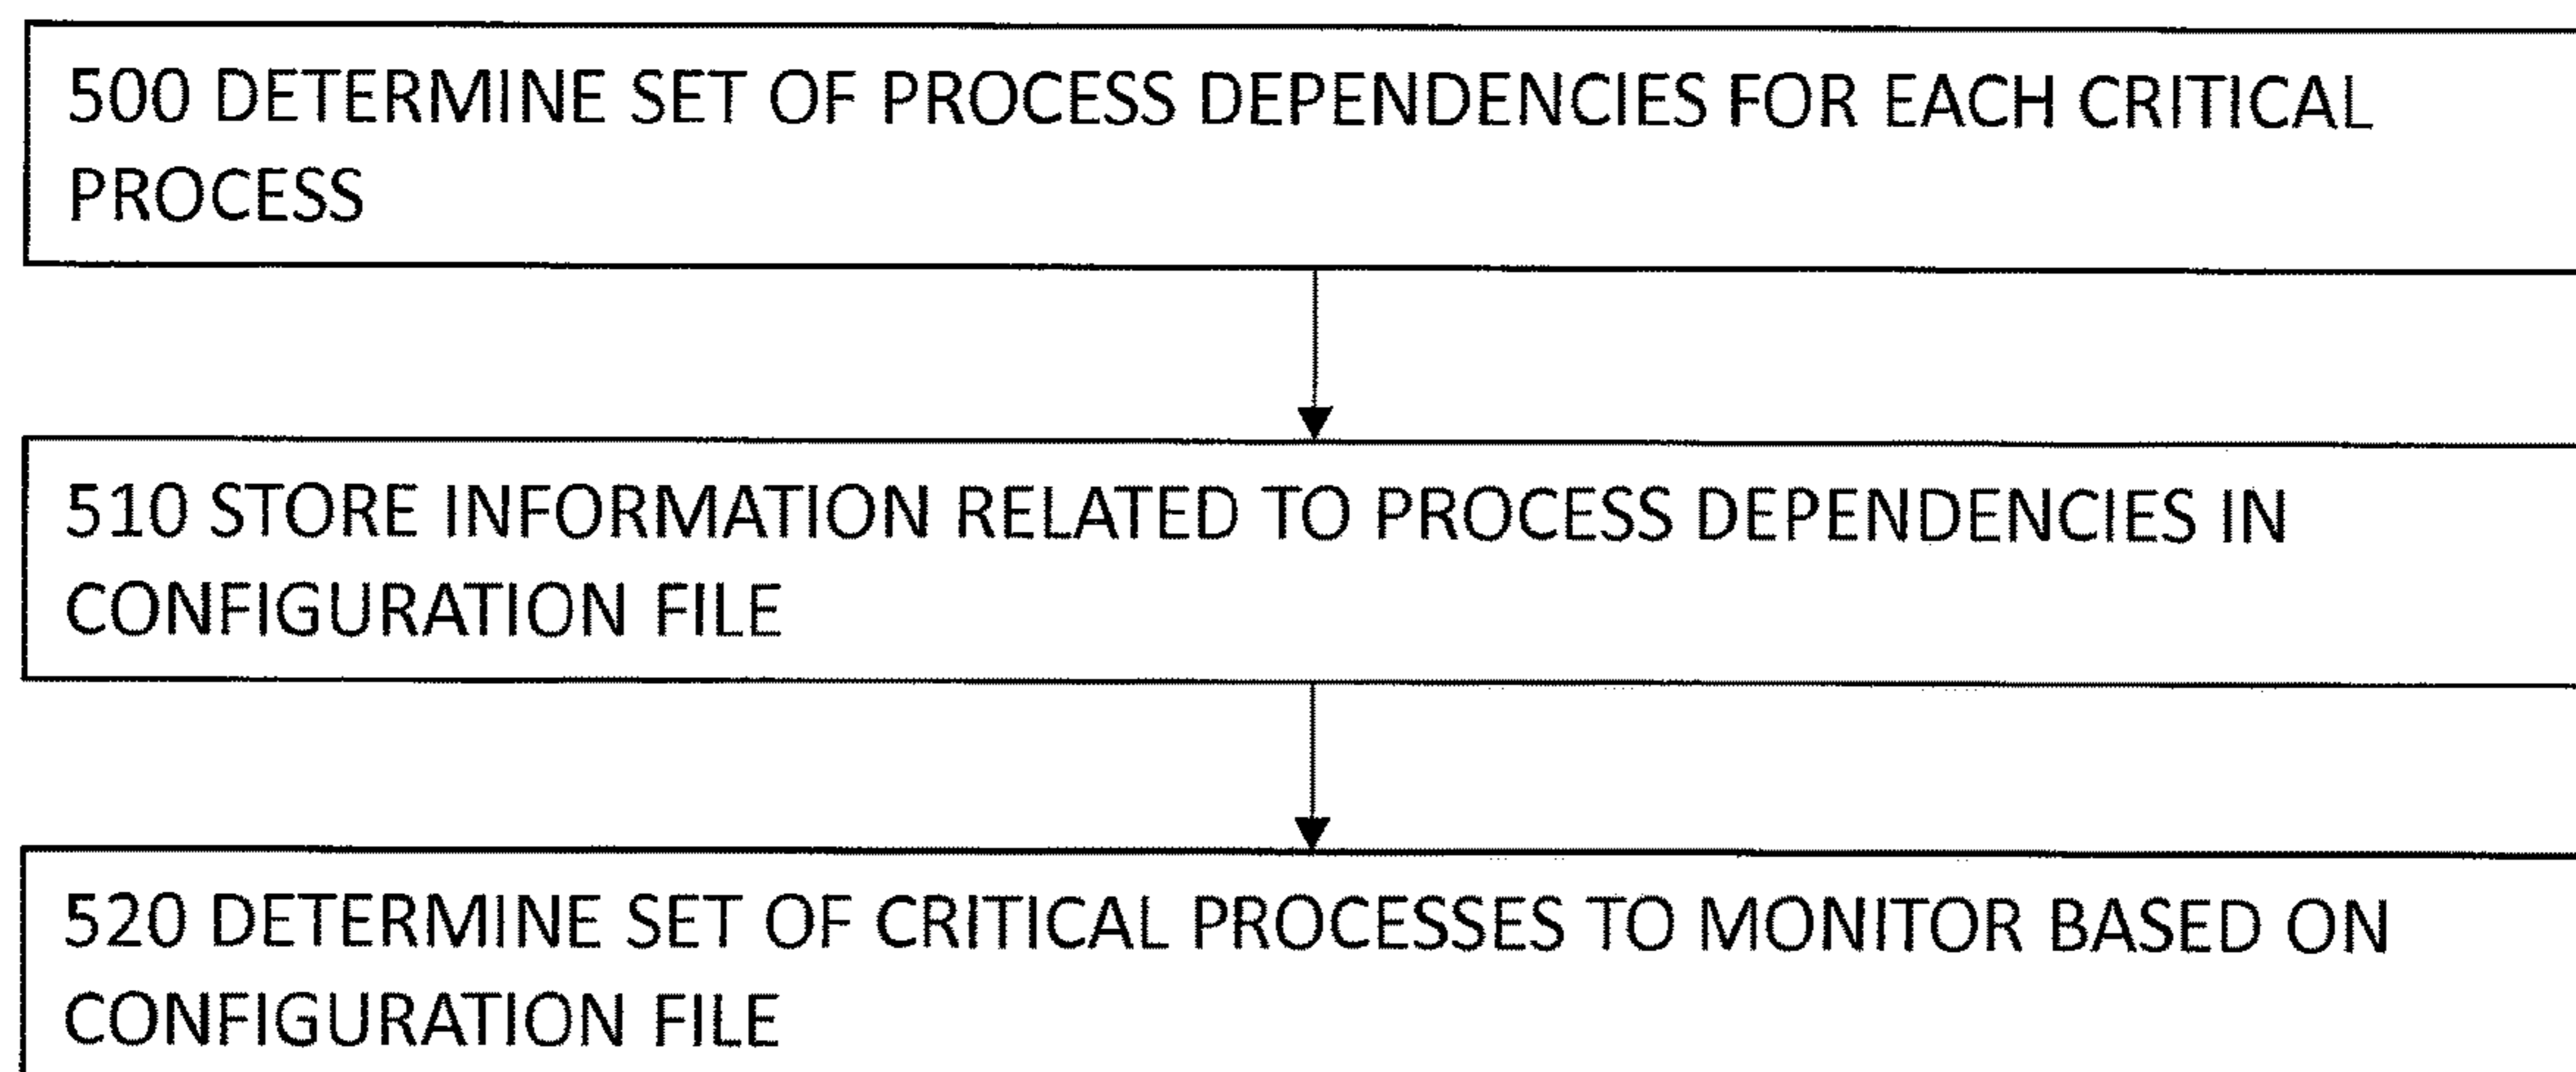 500 DETERMINE SET OF PROCESS DEPENDENCIES FOR EACH CRITICAL
PROCESS
510 STORE INFORMATION RELATED TO PROCESS DEPENDENCIES IN
CONFIGURATION FILE
520 DETERMINE SET OF CRITICAL PROCESSES TO MONITOR BASED ON
CONFIGURATION FILE